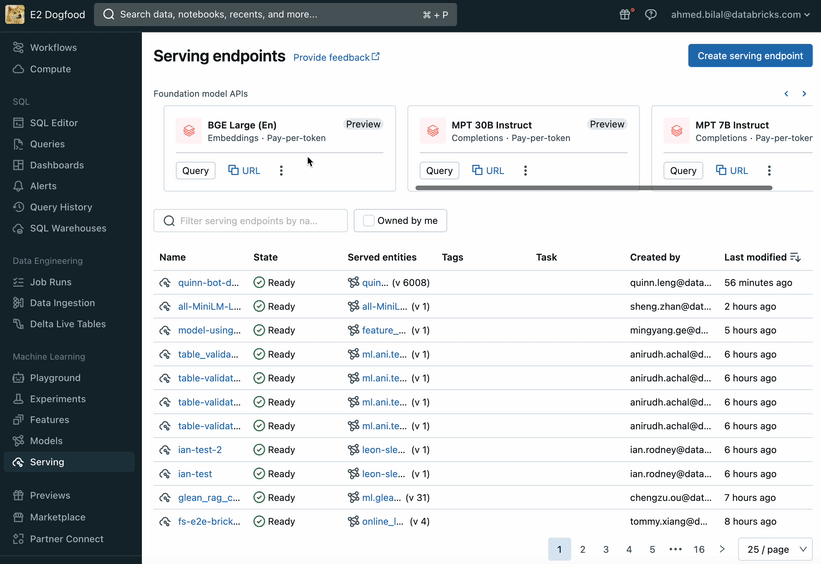 E2 Dogfood
Search data, notebooks, recents, and more...
⌘ + P
ahmed.bilal@databricks.com
Workflows
Compute
SQL
SQL Editor
Queries
Dashboards
Alerts
Query History
SQL Warehouses
Data Engineering
Job Runs
Data Ingestion
Delta Live Tables
Machine Learning
Playground
Experiments
Features
Models
Serving
Previews
Marketplace
Partner Connect
Serving endpoints Provide feedback
Create serving endpoint
Foundation model APIs
BGE Large (En) Preview
Embeddings · Pay-per-token
Query URL
MPT 30B Instruct Preview
Completions · Pay-per-token
Query URL
MPT 7B Instruct
Completions · Pay-per-token
Query URL
Filter serving endpoints by na...
Owned by me
Name State Served entities Tags Task Created by Last modified
quinn-bot-d... Ready quin... (v 6008) quinn.leng@data... 56 minutes ago
all-MiniLM-L... Ready all-MiniL... (v 1) sheng.zhan@dat... 2 hours ago
model-using... Ready feature_... (v 1) mingyang.ge@d... 5 hours ago
table_valida... Ready ml.ani.te... (v 1) anirudh.achal@d... 6 hours ago
table-validat... Ready ml.ani.te... (v 1) anirudh.achal@d... 6 hours ago
table-validat... Ready ml.ani.te... (v 1) anirudh.achal@d... 6 hours ago
table-validat... Ready ml.ani.te... (v 1) anirudh.achal@d... 6 hours ago
ian-test-2 Ready leon-sle... (v 1) ian.rodney@data... 6 hours ago
ian-test Ready leon-sle... (v 1) ian.rodney@data... 6 hours ago
glean_rag_c... Ready ml.glea... (v 31) chengzu.ou@dat... 7 hours ago
fs-e2e-brick... Ready online_l... (v 4) tommy.xiang@d... 8 hours ago
1 2 3 4 5 ••• 16 25 / page